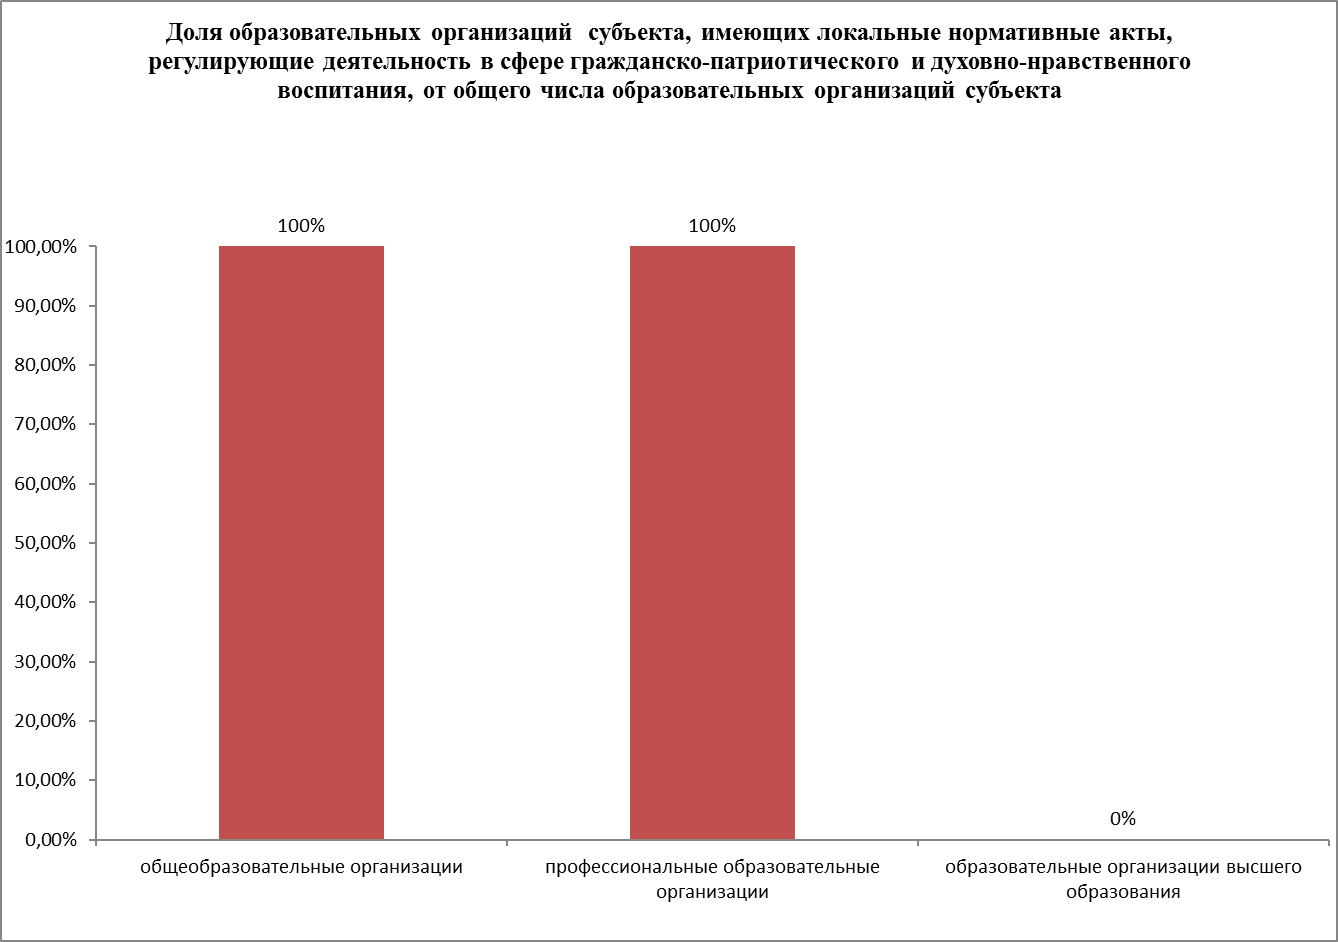 Доля образовательных организаций субъекта, имеющих локальные нормативные акты,
регулирующие деятельность в сфере гражданско-патриотического и духовно-нравственного
воспитания, от общего числа образовательных организаций субъекта
100%
100%
0%
100,00%
90,00%
80,00%
70,00%
60,00%
50,00%
40,00%
30,00%
20,00%
10,00%
0,00%
общеобразовательные организации
профессиональные образовательные
организации
образовательные организации высшего
образования